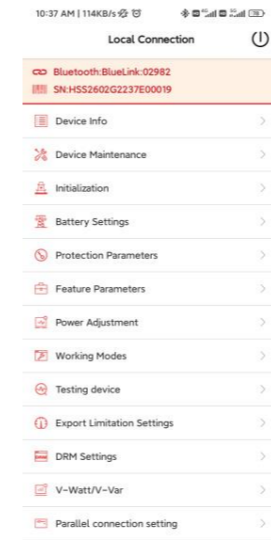 10:37 AM | 114KB/s
Local Connection
Bluetooth:BlueLink:02982
SN:HSS2602G2237E00019
Device Info
Device Maintenance
Initialization
Battery Settings
Protection Parameters
Feature Parameters
Power Adjustment
Working Modes
Testing device
Export Limitation Settings
DRM Settings
V-Watt/V-Var
Parallel connection setting